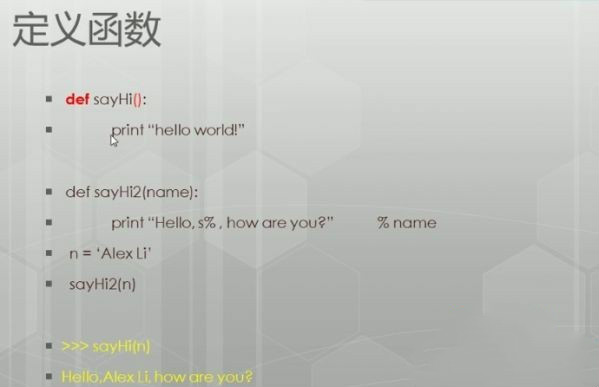 定义函数
def sayHi():
print “hello world!”
def sayHi2(name):
print “Hello, s% , how are you?” % name
n = ‘Alex Li’
sayHi2(n)
>>> sayHi(n)
Hello,Alex Li, how are you?